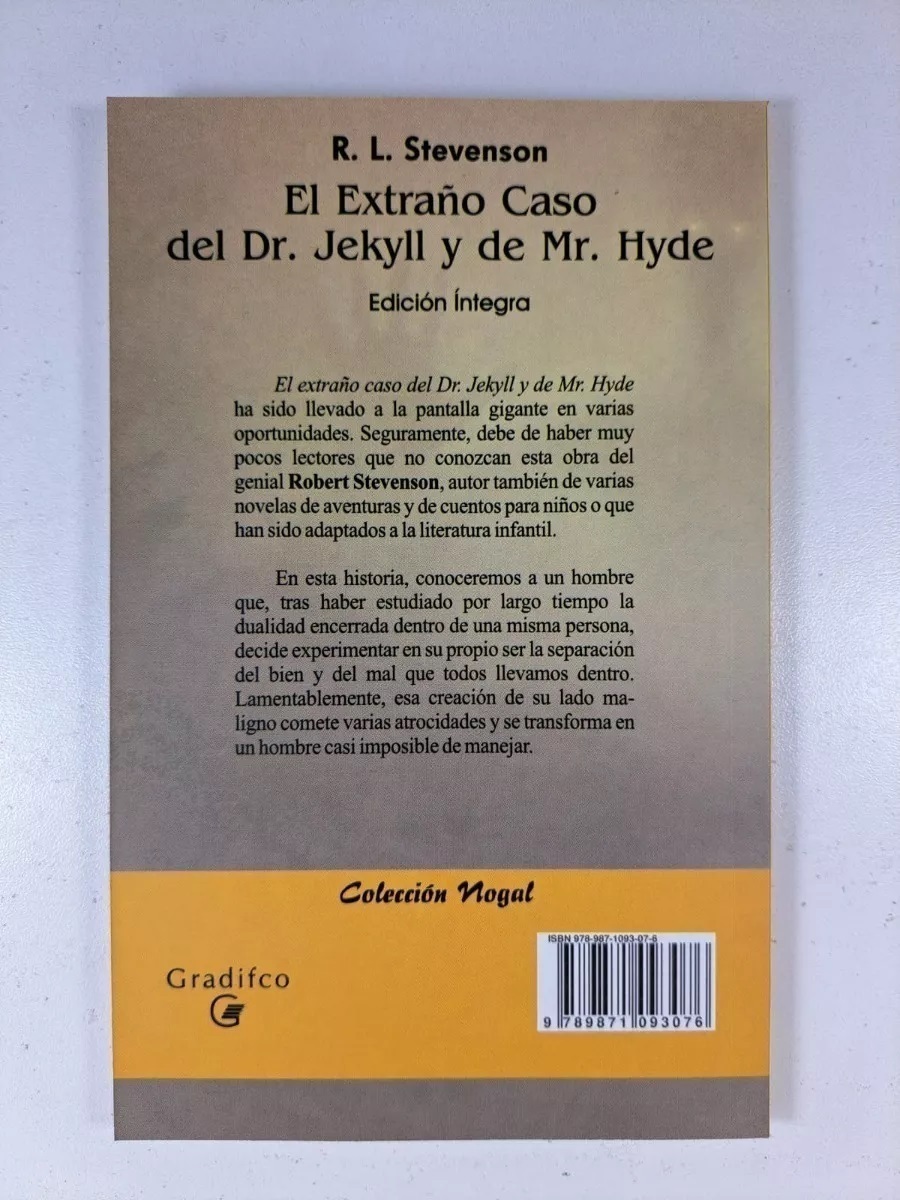 R. L. Stevenson
El Extraño Caso
del Dr. Jekyll y de Mr. Hyde
Edición Íntegra
El extraño caso del Dr. Jekyll y de Mr. Hyde
ha sido llevado a la pantalla gigante en varias
oportunidades. Seguramente, debe de haber muy
pocos lectores que no conozcan esta obra del
genial Robert Stevenson, autor también de varias
novelas de aventuras y de cuentos para niños o que
han sido adaptados a la literatura infantil.
En esta historia, conoceremos a un hombre
que, tras haber estudiado por largo tiempo la
dualidad encerrada dentro de una misma persona,
decide experimentar en su propio ser la separación
del bien y del mal que todos llevamos dentro.
Lamentablemente, esa creación de su lado ma-
ligno comete varias atrocidades y se transforma en
un hombre casi imposible de manejar.
Colección Nogal
Gradifco
ISBN 978-987-1093-07-6
9 789871 093076